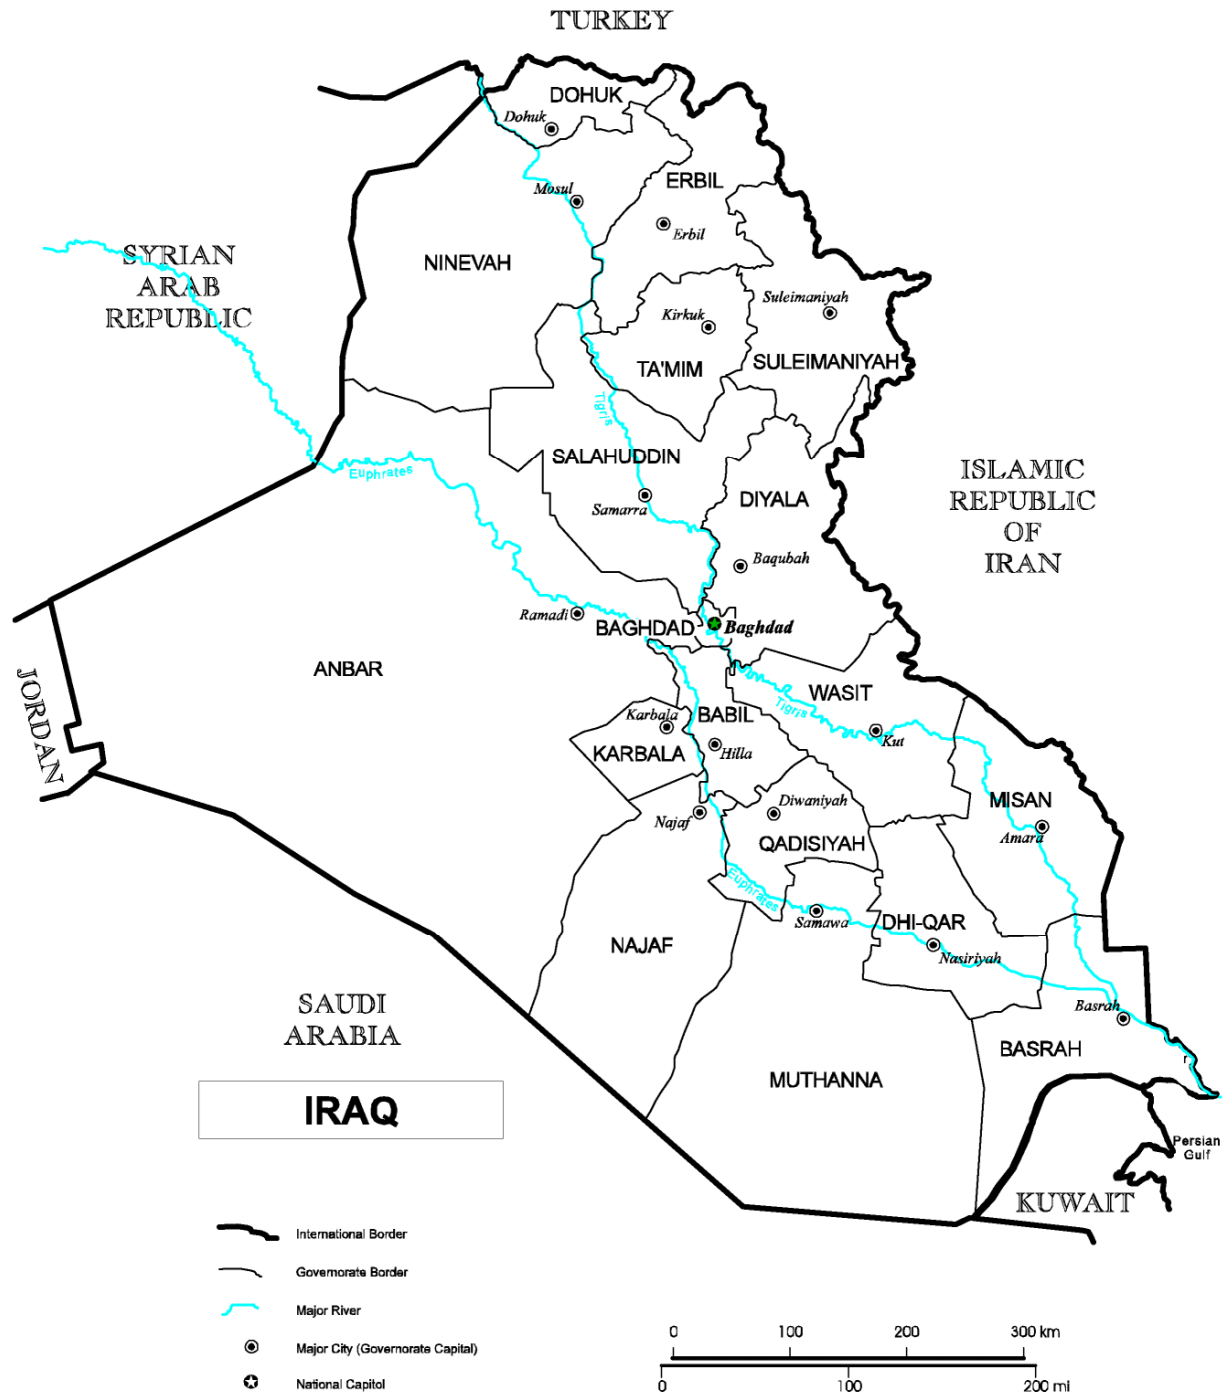 TURKEY
DOHUK
Dohuk
ERBIL
Mosul
Erbil
SYRIAN
ARAB
REPUBLIC
NINEVAH
Suleimaniyah
Kirkuk
TA'MIM
SULEIMANIYAH
Tigris
Euphrates
SALAHUDDIN
Samarra
DIYALA
ISLAMIC
REPUBLIC
OF
IRAN
Baqubah
Ramadi
BAGHDAD
Baghdad
ANBAR
JORDAN
WASIT
Tigris
Karbala
BABIL
Kut
KARBALA
Hilla
MISAN
Najaf
Diwaniyah
Amara
QADISIYAH
Euphrates
Samawa
DHI-QAR
NAJAF
Nasiriyah
SAUDI
ARABIA
Basrah
BASRAH
MUTHANNA
IRAQ
Persian
Gulf
KUWAIT
International Border
Governorate Border
Major River
Major City (Governorate Capital)
National Capitol
0 100 200 300 km
0 100 200 mi